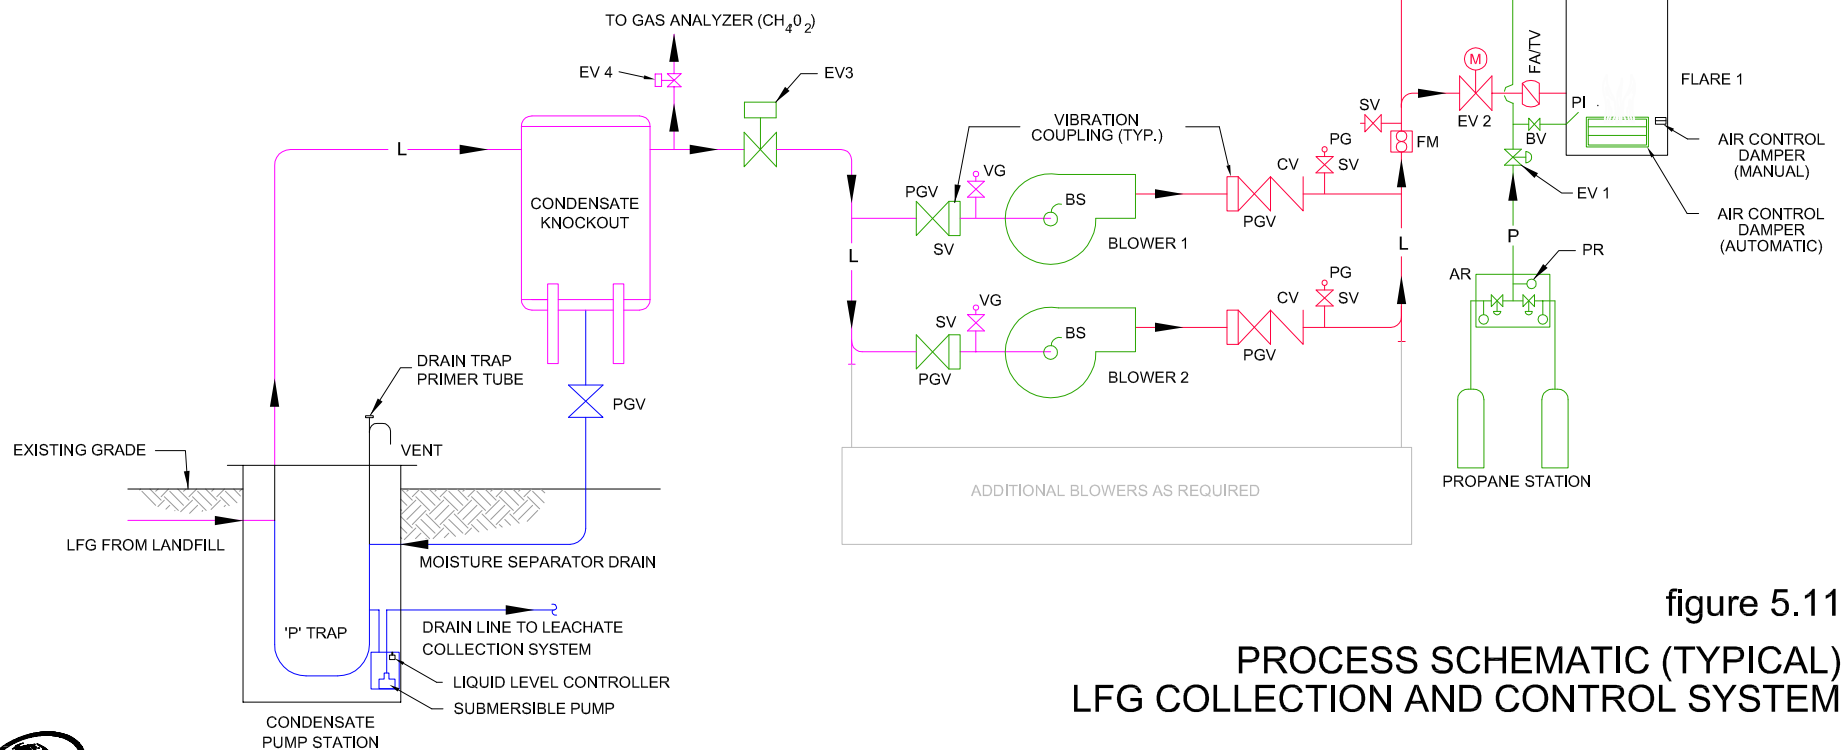 TO GAS ANALYZER (CH402)
EV 4
EV3
L
CONDENSATE
KNOCKOUT
VIBRATION
COUPLING (TYP.)
PGV
VG
SV
BS
BLOWER 1
L
PGV
CV
PG
SV
SV
VG
PGV
BS
BLOWER 2
PGV
CV
PG
SV
L
SV
FM
M
EV 2
FA/TV
FLARE 1
PI
BV
AIR CONTROL
DAMPER
(MANUAL)
EV 1
AIR CONTROL
DAMPER
(AUTOMATIC)
P
PR
AR
PROPANE STATION
ADDITIONAL BLOWERS AS REQUIRED
DRAIN TRAP
PRIMER TUBE
PGV
VENT
EXISTING GRADE
LFG FROM LANDFILL
MOISTURE SEPARATOR DRAIN
'P' TRAP
DRAIN LINE TO LEACHATE
COLLECTION SYSTEM
LIQUID LEVEL CONTROLLER
SUBMERSIBLE PUMP
CONDENSATE
PUMP STATION
figure 5.11
PROCESS SCHEMATIC (TYPICAL)
LFG COLLECTION AND CONTROL SYSTEM